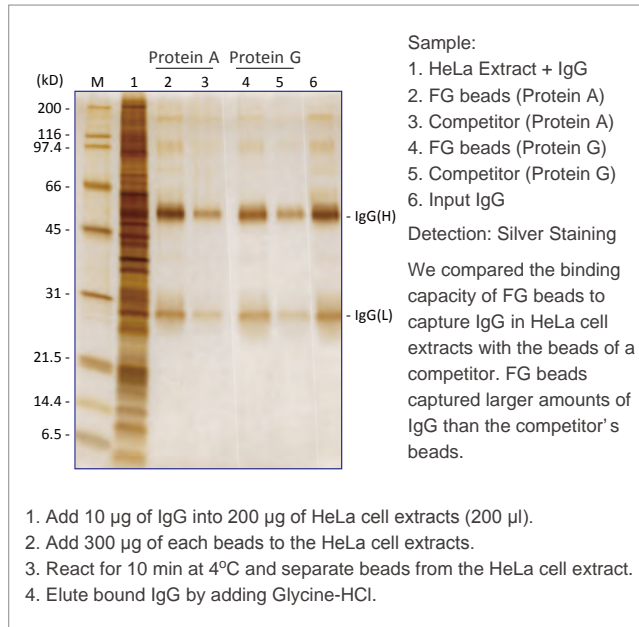 Protein A Protein G
(kD) M 1 2 3 4 5 6
200 -
116 -
97.4 -
66 -
45 -
31 -
21.5 -
14.4 -
6.5 -
- IgG(H)
- IgG(L)
Sample:
1. HeLa Extract + IgG
2. FG beads (Protein A)
3. Competitor (Protein A)
4. FG beads (Protein G)
5. Competitor (Protein G)
6. Input IgG
Detection: Silver Staining
We compared the binding
capacity of FG beads to
capture IgG in HeLa cell
extracts with the beads of a
competitor. FG beads
captured larger amounts of
IgG than the competitor's
beads.
1. Add 10 μg of IgG into 200 μg of HeLa cell extracts (200 μl).
2. Add 300 μg of each beads to the HeLa cell extracts.
3. React for 10 min at 4°C and separate beads from the HeLa cell extract.
4. Elute bound IgG by adding Glycine-HCl.